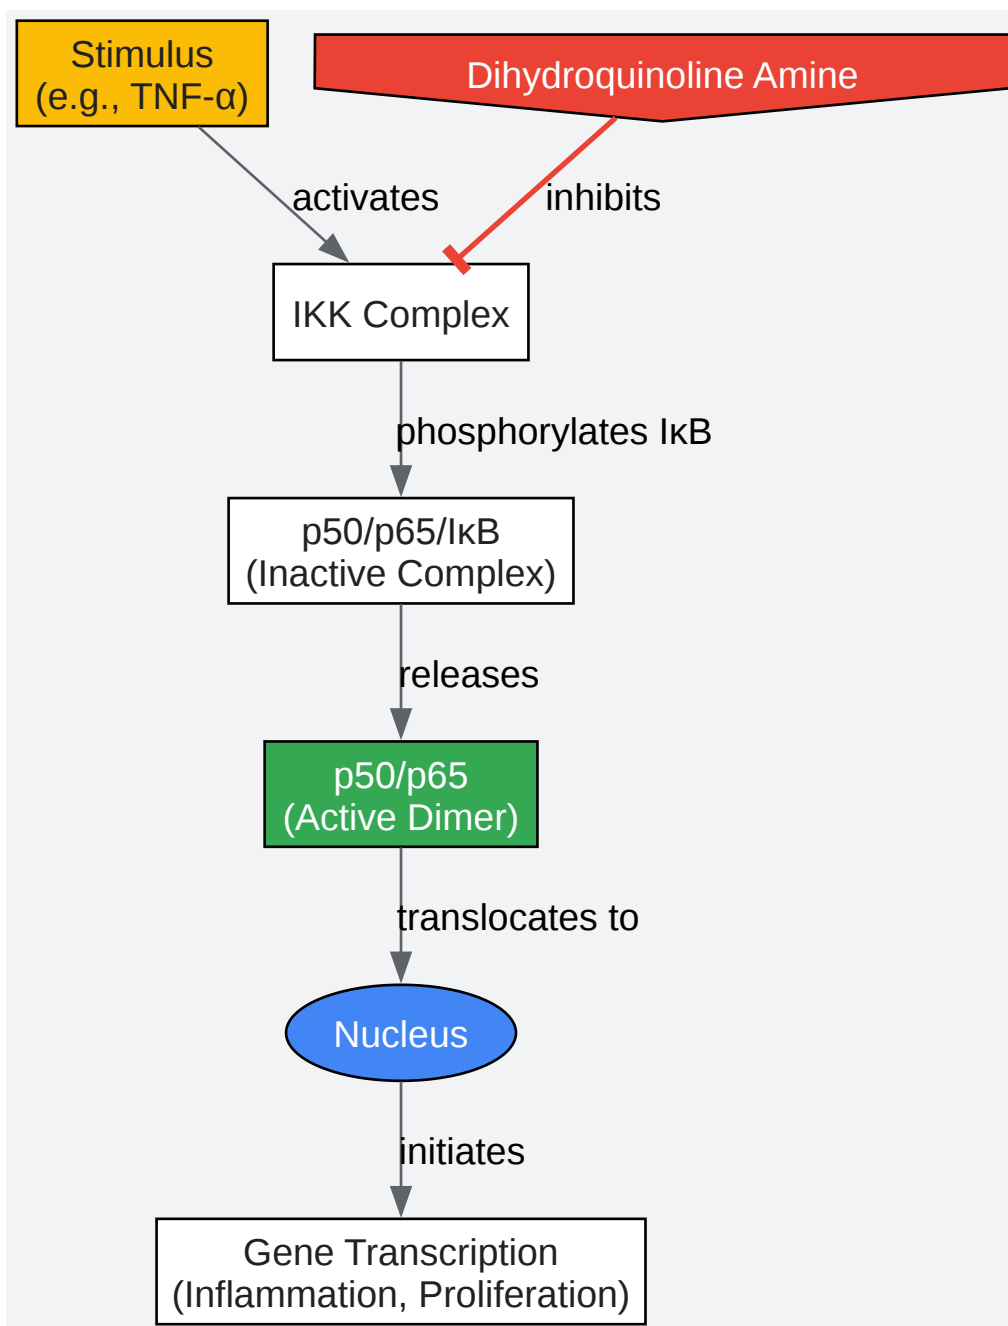 Stimulus
(e.g., TNF-α)
Dihydroquinoline Amine
activates
inhibits
IKK Complex
phosphorylates IκB
p50/p65/IκB
(Inactive Complex)
releases
p50/p65
(Active Dimer)
translocates to
Nucleus
initiates
Gene Transcription
(Inflammation, Proliferation)